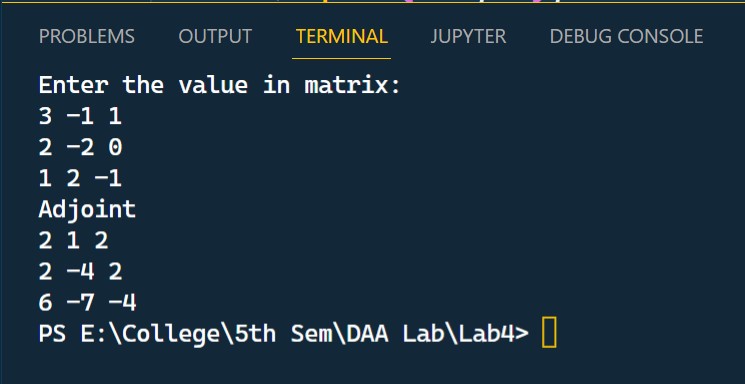 PROBLEMS OUTPUT TERMINAL JUPYTER DEBUG CONSOLE
Enter the value in matrix:
3 -1 1
2 -2 0
1 2 -1
Adjoint
2 1 2
2 -4 2
6 -7 -4
PS E:\College\5th Sem\DAA Lab\Lab4>